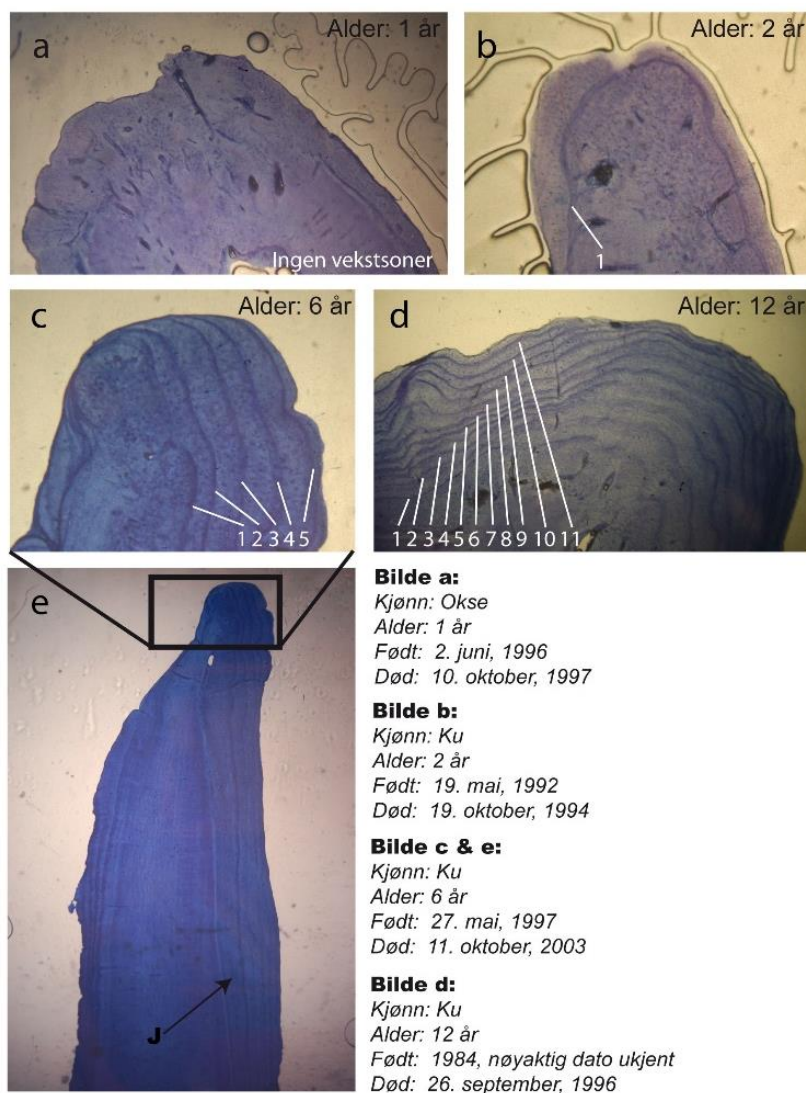 a
Alder: 1 år
Ingen vekstsoner
b
Alder: 2 år
1
c
Alder: 6 år
1 2 3 4 5
d
Alder: 12 år
1 2 3 4 5 6 7 8 9 10 11
e
J
Bilde a:
Kjønn: Okse
Alder: 1 år
Født: 2. juni, 1996
Død: 10. oktober, 1997
Bilde b:
Kjønn: Ku
Alder: 2 år
Født: 19. mai, 1992
Død: 19. oktober, 1994
Bilde c & e:
Kjønn: Ku
Alder: 6 år
Født: 27. mai, 1997
Død: 11. oktober, 2003
Bilde d:
Kjønn: Ku
Alder: 12 år
Født: 1984, nøyaktig dato ukjent
Død: 26. september, 1996